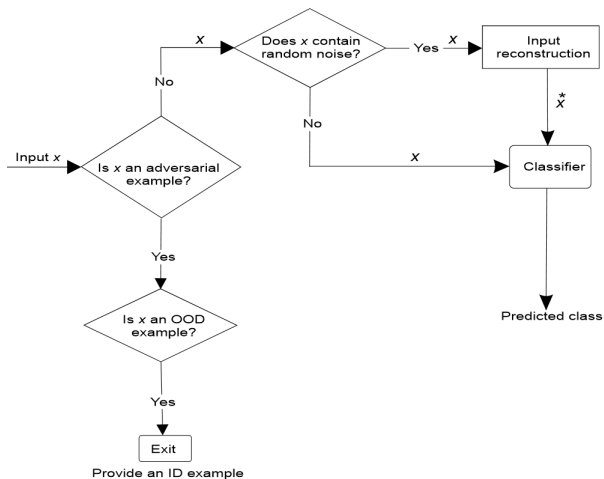 x
Does x contain
random noise?
Yes
x
Input
reconstruction
No
x*
No
Input x
Is x an adversarial
example?
x
Classifier
Yes
Is x an OOD
example?
Predicted class
Yes
Exit
Provide an ID example